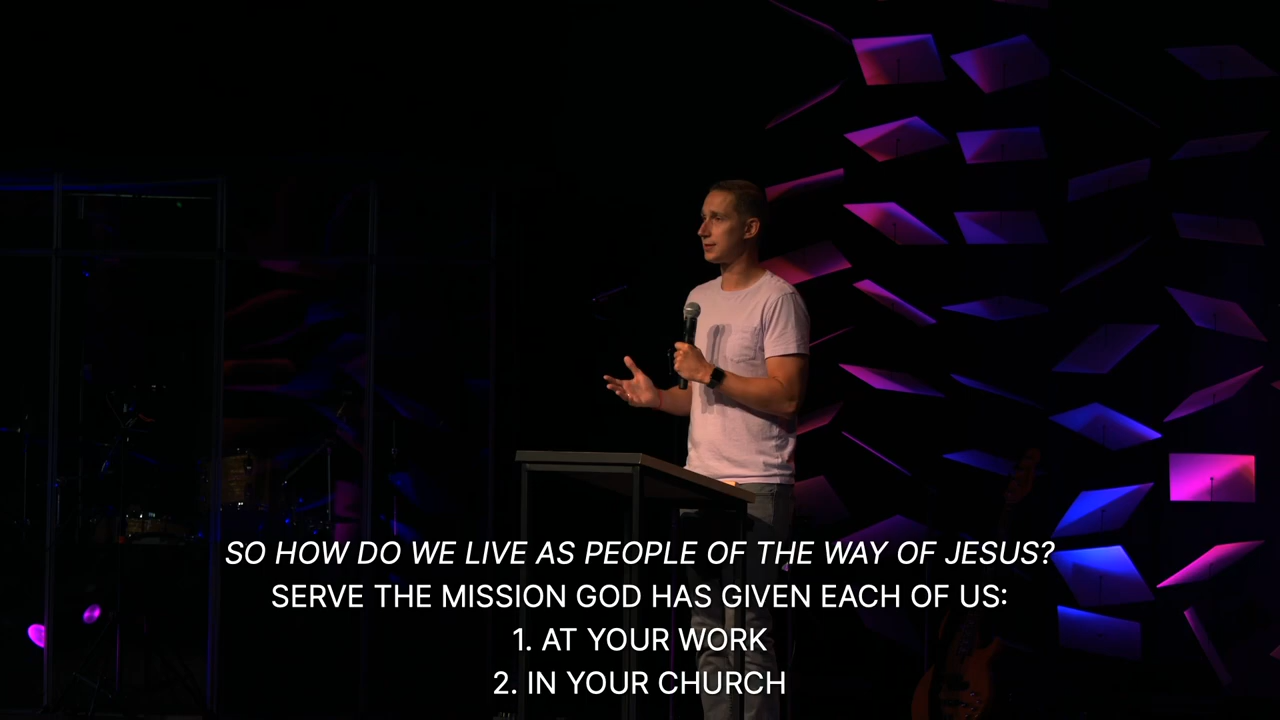 SO HOW DO WE LIVE AS PEOPLE OF THE WAY OF JESUS?
SERVE THE MISSION GOD HAS GIVEN EACH OF US:
1. AT YOUR WORK
2. IN YOUR CHURCH